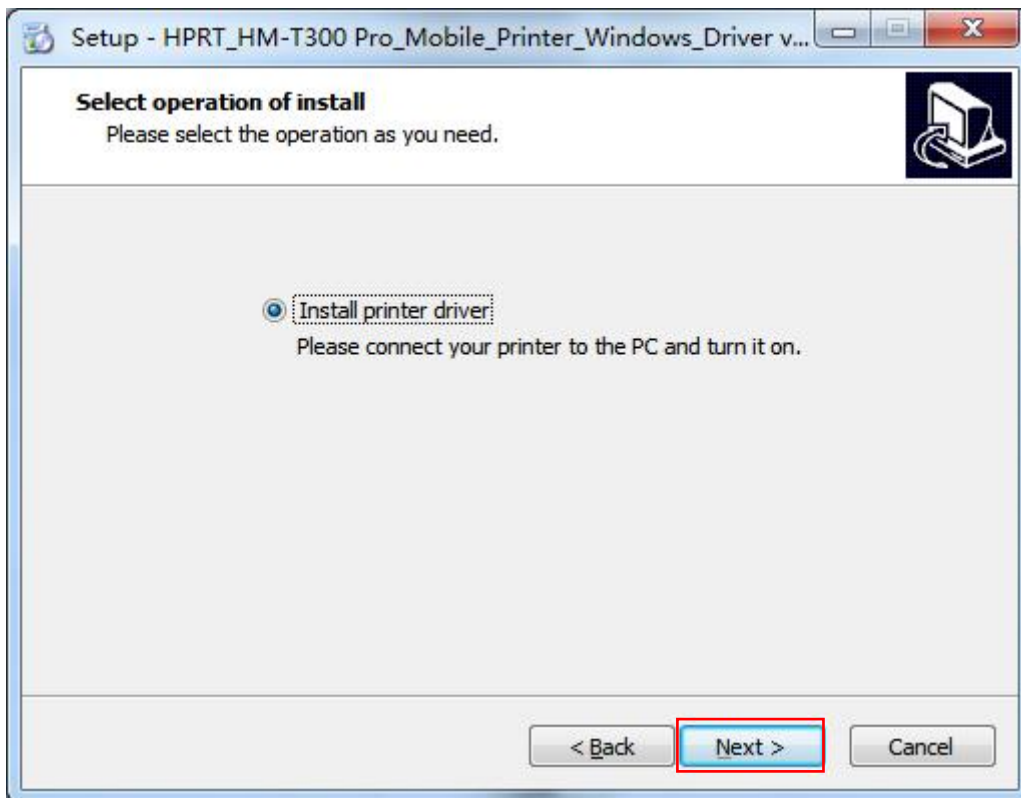 Setup - HPRT_HM-T300 Pro_Mobile_Printer_Windows_Driver v...
Select operation of install
Please select the operation as you need.
Install printer driver
Please connect your printer to the PC and turn it on.
< Back Next > Cancel